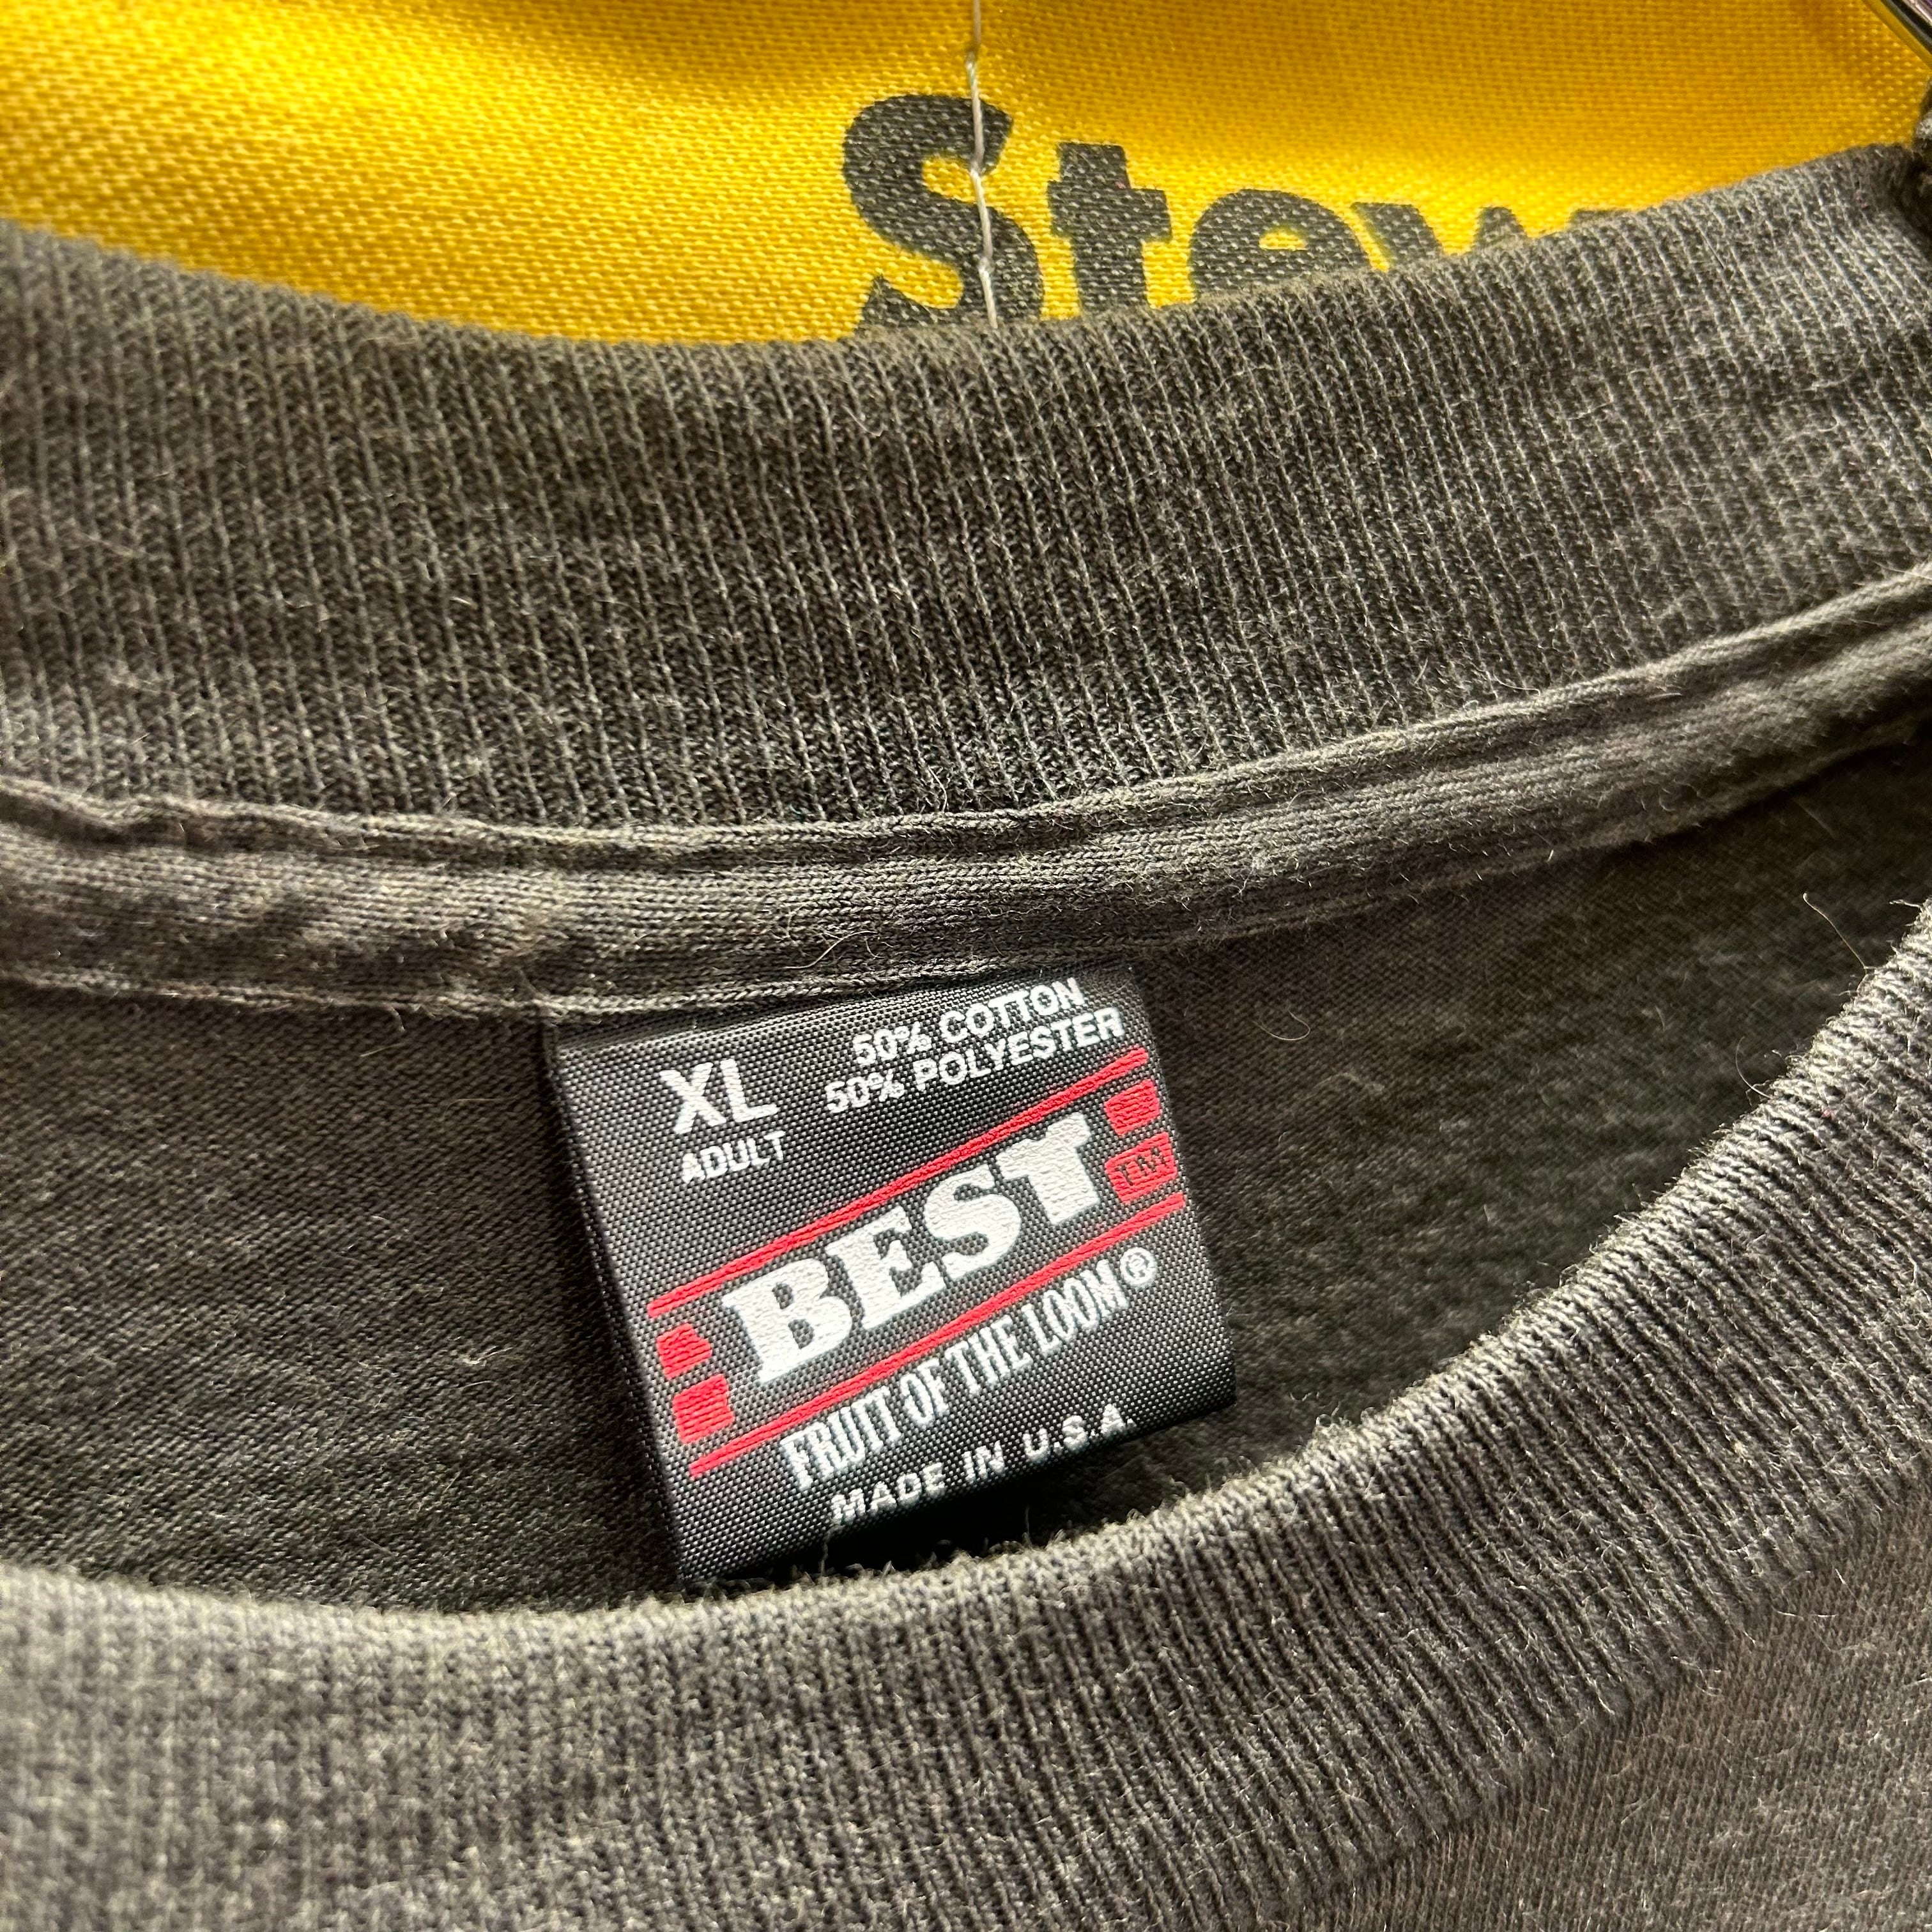 Stew
XL
ADULT
50% COTTON
50% POLYESTER
BEST TM
FRUIT OF THE LOOM®
MADE IN U.S.A.